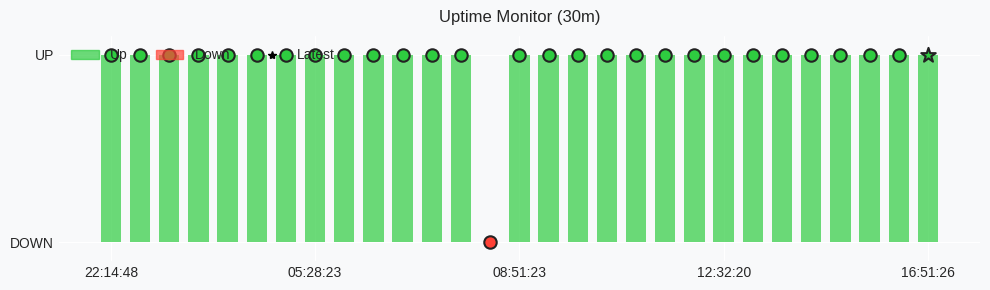 Uptime Monitor (30m)
UP
Up Down Latest
DOWN
22:14:48 05:28:23 08:51:23 12:32:20 16:51:26